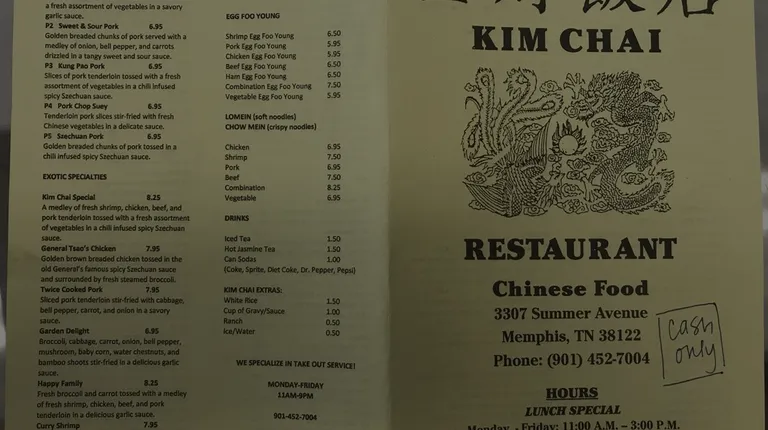 a fresh assortment of vegetables in a savory
garlic sauce.
P2 Sweet & Sour Pork 6.95
Golden breaded chunks of pork served with a
medley of onion, bell pepper, and carrots
drizzled in a tangy sweet and sour sauce.
P3 Kung Pao Pork 6.95
Slices of pork tenderloin tossed with a fresh
assortment of vegetables in a chili infused
spicy Szechuan sauce.
P4 Pork Chop Suey 6.95
Tenderloin pork slices stir-fried with fresh
Chinese vegetables in a delicate sauce.
P5 Szechuan Pork 6.95
Golden breaded chunks of pork tossed in a
chili infused spicy Szechuan sauce.
EXOTIC SPECIALTIES
Kim Chai Special 8.25
A medley of fresh shrimp, chicken, beef, and
pork tenderloin tossed with a fresh assortment
of vegetables in a chili infused spicy Szechuan
sauce.
General Tsao's Chicken 7.95
Golden brown breaded chicken tossed in the
old General's famous spicy Szechuan sauce
and surrounded by fresh steamed broccoli.
Twice Cooked Pork 7.95
Sliced pork tenderloin stir-fried with cabbage,
bell pepper, carrot, and onion in a savory
sauce.
Garden Delight 6.95
Broccoli, cabbage, carrot, onion, bell pepper,
mushroom, baby corn, water chestnuts, and
bamboo shoots stir-fried in a delicious garlic
sauce.
Happy Family 8.25
Fresh broccoli and carrot tossed with a medley
of fresh shrimp, chicken, beef, and pork
tenderloin in a delicious garlic sauce.
Curry Shrimp 7.95
EGG FOO YOUNG
Shrimp Egg Foo Young 6.50
Pork Egg Foo Young 5.95
Chicken Egg Foo Young 5.95
Beef Egg Foo Young 6.50
Ham Egg Foo Young 6.50
Combination Egg Foo Young 7.50
Vegetable Egg Foo Young 5.95
LOMEIN (soft noodles)
CHOW MEIN (crispy noodles)
Chicken 6.95
Shrimp 7.50
Pork 6.95
Beef 7.50
Combination 8.25
Vegetable 6.95
DRINKS
Iced Tea 1.50
Hot Jasmine Tea 1.50
Can Sodas 1.00
(Coke, Sprite, Diet Coke, Dr. Pepper, Pepsi)
KIM CHAI EXTRAS:
White Rice 1.50
Cup of Gravy/Sauce 1.00
Ranch 0.50
Ice/Water 0.50
WE SPECIALIZE IN TAKE OUT SERVICE!
MONDAY-FRIDAY
11AM-9PM
901-452-7004
飯店
KIM CHAI
RESTAURANT
Chinese Food
3307 Summer Avenue
Memphis, TN 38122
Phone: (901) 452-7004
cash
only
HOURS
LUNCH SPECIAL
Monday - Friday: 11:00 A.M. – 3:00 P.M.